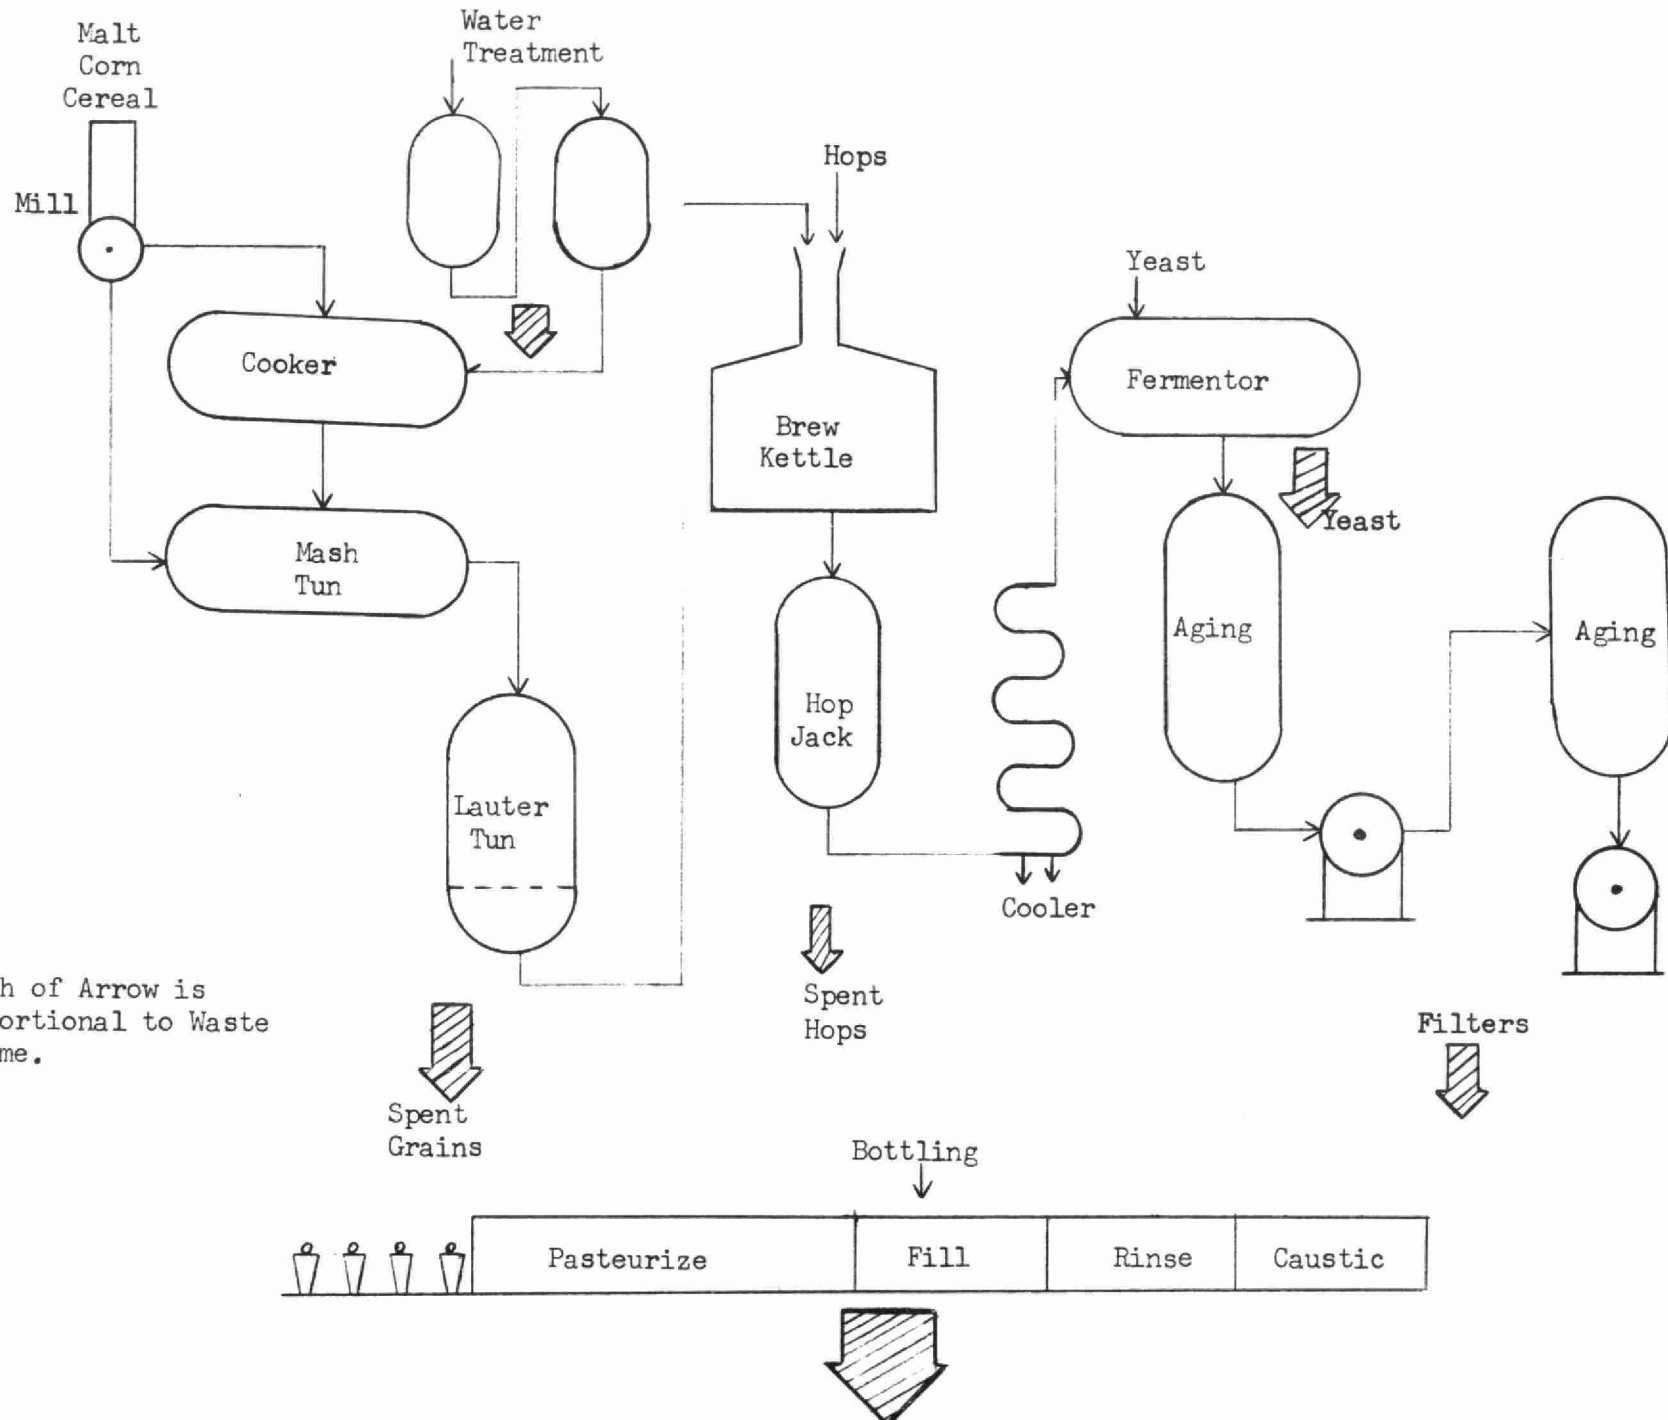 Malt
Corn
Cereal
Water
Treatment
Mill
Hops
Yeast
Cooker
Fermentor
Brew
Kettle
Yeast
Mash
Tun
Aging
Aging
Hop
Jack
Lauter
Tun
Cooler
h of Arrow is
ortional to Waste
me.
Spent
Hops
Filters
Spent
Grains
Bottling
Pasteurize
Fill
Rinse
Caustic